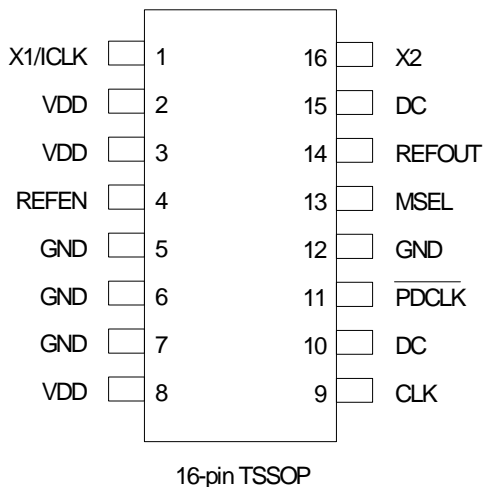 X1/ICLK 1 16 X2
VDD 2 15 DC
VDD 3 14 REFOUT
REFEN 4 13 MSEL
GND 5 12 GND
GND 6 11 PDCLK
GND 7 10 DC
VDD 8 9 CLK
16-pin TSSOP